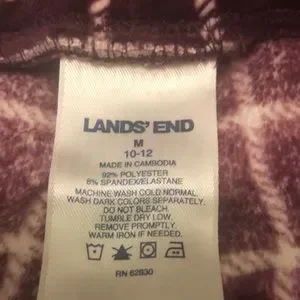 LANDS' END
M
10-12
MADE IN CAMBODIA
92% POLYESTER
8% SPANDEX/ELASTANE
MACHINE WASH COLD NORMAL.
WASH DARK COLORS SEPARATELY.
DO NOT BLEACH.
TUMBLE DRY LOW.
REMOVE PROMPTLY.
WARM IRON IF NEEDED.
RN 62830